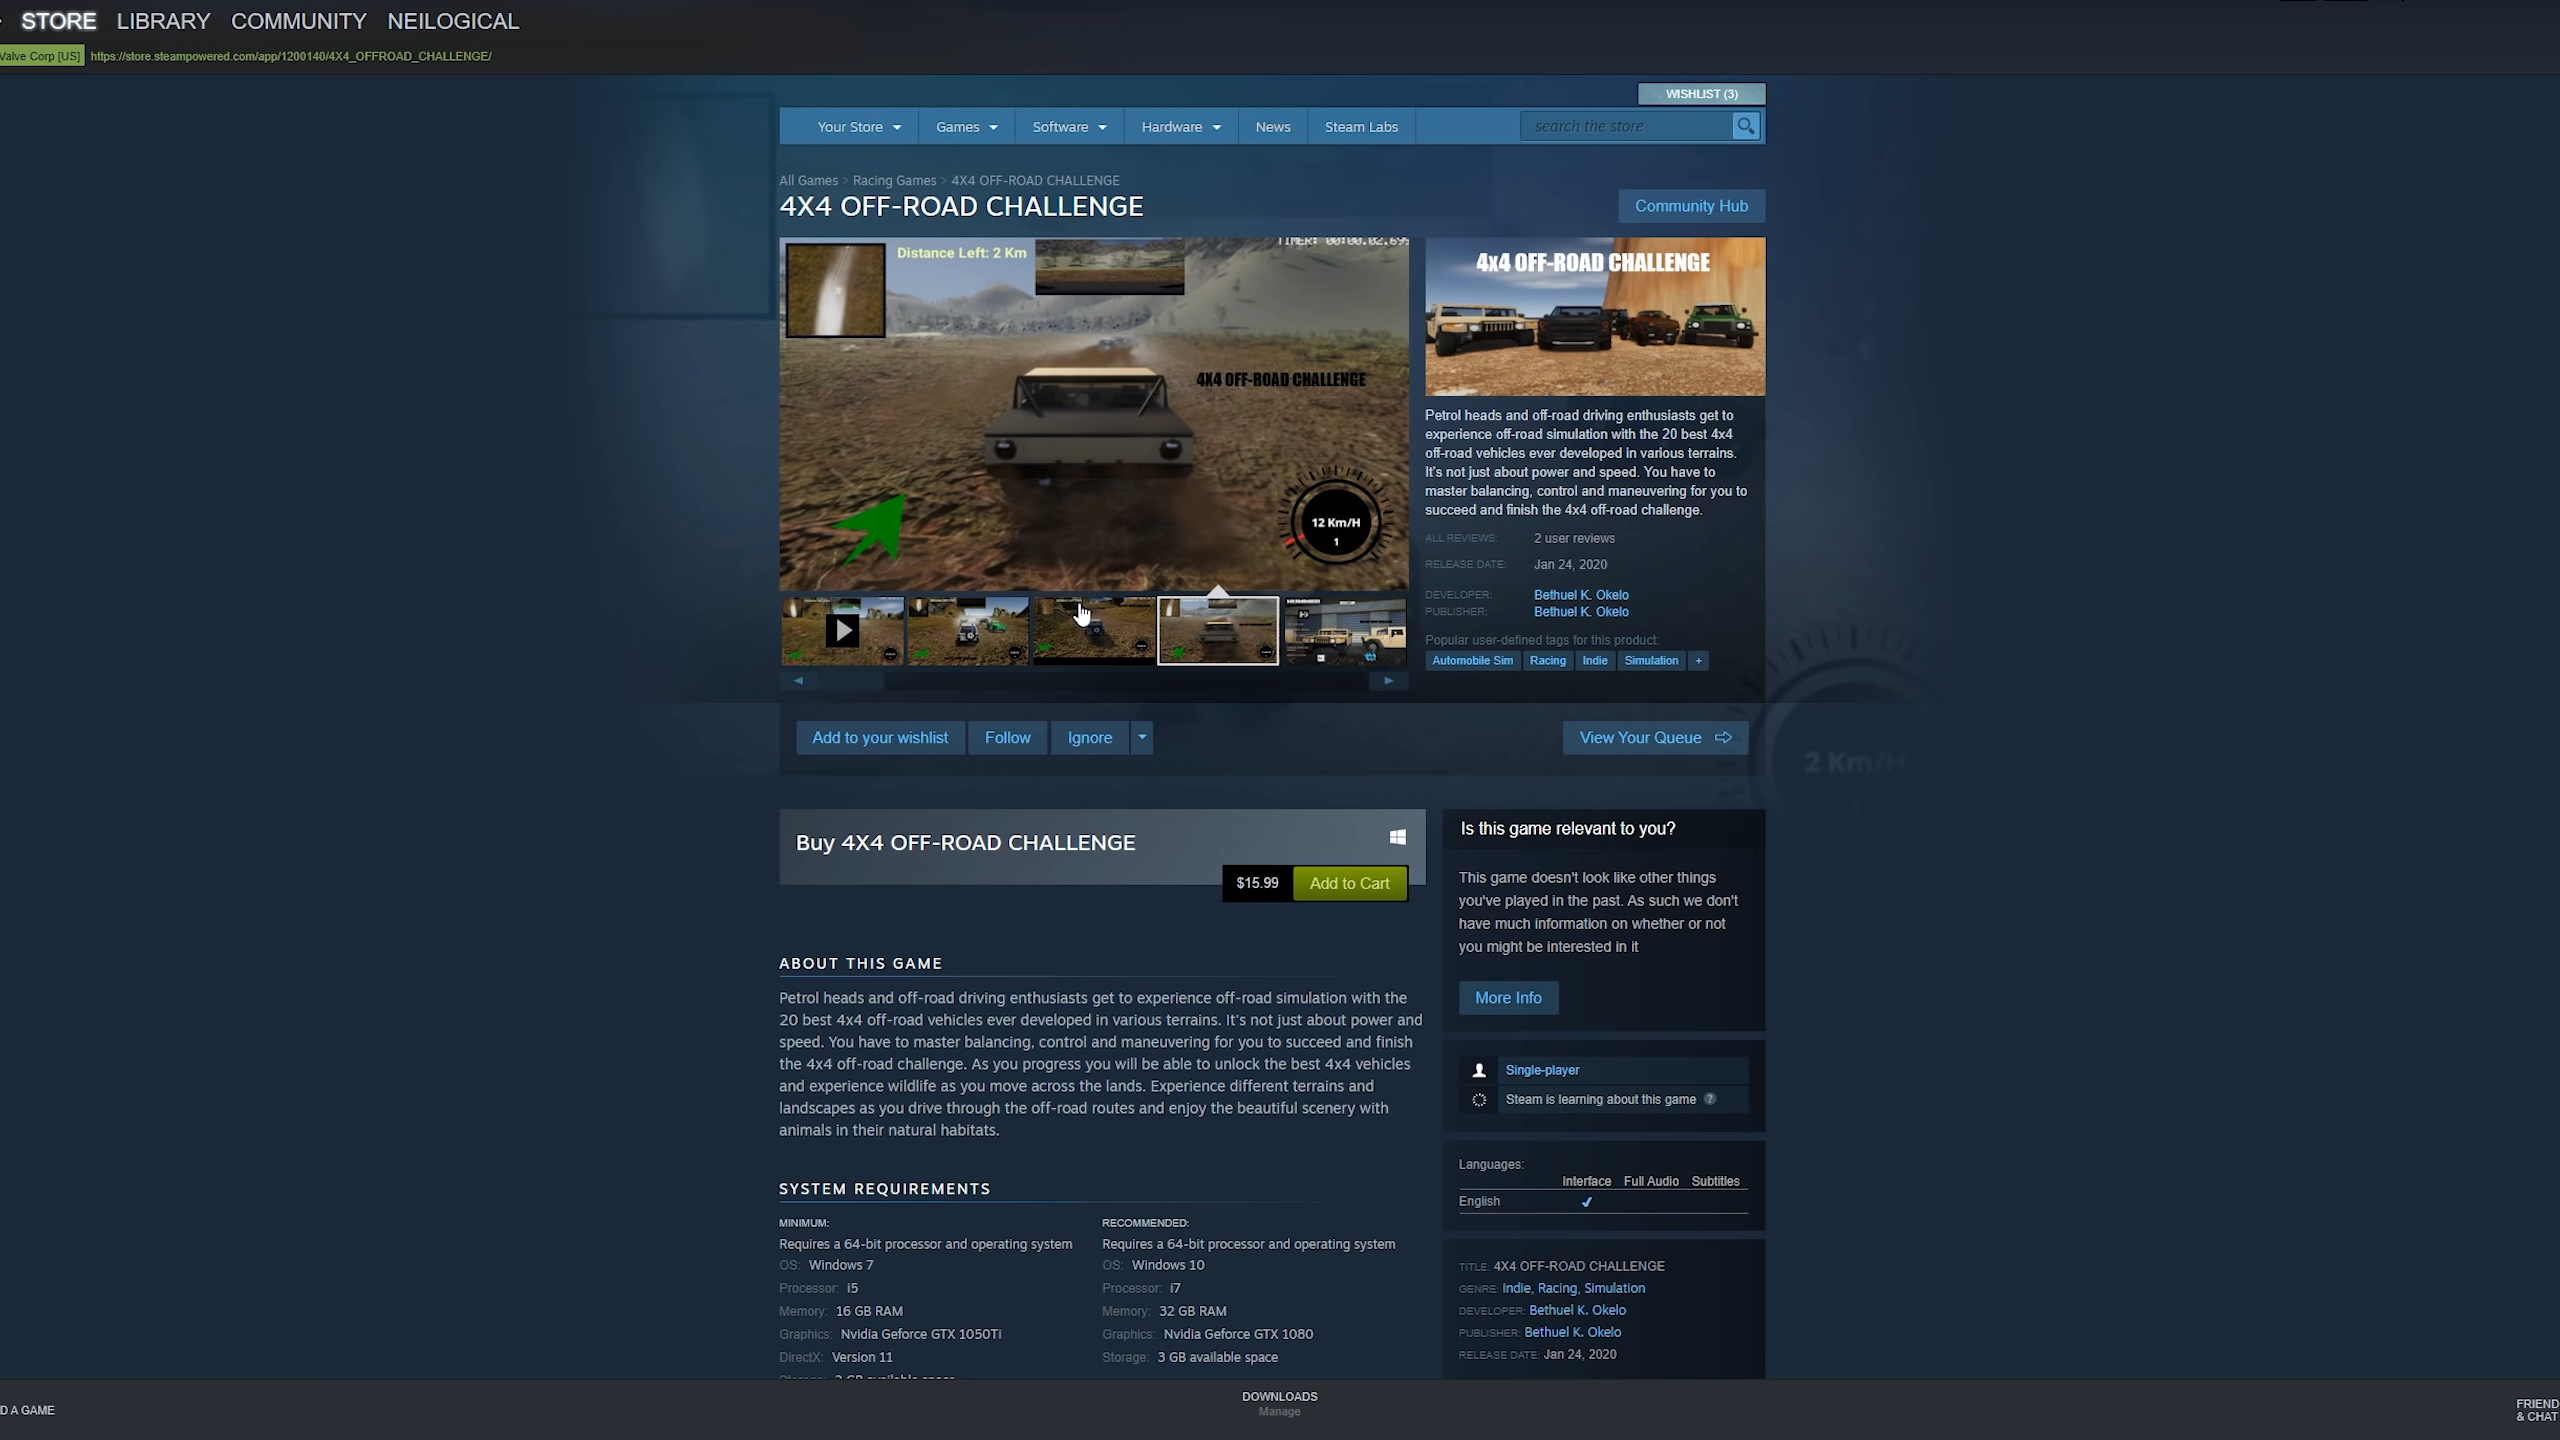 STORE LIBRARY COMMUNITY NEILOGICAL
Valve Corp [US] https://store.steampowered.com/app/1200140/4X4_OFFROAD_CHALLENGE/
WISHLIST (3)
Your Store Games Software Hardware News Steam Labs search the store
All Games > Racing Games > 4X4 OFF-ROAD CHALLENGE
4X4 OFF-ROAD CHALLENGE
Community Hub
Distance Left: 2 Km
4X4 OFF-ROAD CHALLENGE
12 Km/H
1
4x4 OFF-ROAD CHALLENGE
Petrol heads and off-road driving enthusiasts get to
experience off-road simulation with the 20 best 4x4
off-road vehicles ever developed in various terrains.
It's not just about power and speed. You have to
master balancing, control and maneuvering for you to
succeed and finish the 4x4 off-road challenge.
ALL REVIEWS: 2 user reviews
RELEASE DATE: Jan 24, 2020
DEVELOPER: Bethuel K. Okelo
PUBLISHER: Bethuel K. Okelo
Popular user-defined tags for this product:
Automobile Sim Racing Indie Simulation +
Add to your wishlist Follow Ignore
View Your Queue
2 Km/H
Buy 4X4 OFF-ROAD CHALLENGE
$15.99 Add to Cart
Is this game relevant to you?
This game doesn't look like other things
you've played in the past. As such we don't
have much information on whether or not
you might be interested in it
More Info
ABOUT THIS GAME
Petrol heads and off-road driving enthusiasts get to experience off-road simulation with the
20 best 4x4 off-road vehicles ever developed in various terrains. It's not just about power and
speed. You have to master balancing, control and maneuvering for you to succeed and finish
the 4x4 off-road challenge. As you progress you will be able to unlock the best 4x4 vehicles
and experience wildlife as you move across the lands. Experience different terrains and
landscapes as you drive through the off-road routes and enjoy the beautiful scenery with
animals in their natural habitats.
Single-player
Steam is learning about this game ?
Languages:
Interface Full Audio Subtitles
English ✔
SYSTEM REQUIREMENTS
MINIMUM:
Requires a 64-bit processor and operating system
OS: Windows 7
Processor: i5
Memory: 16 GB RAM
Graphics: Nvidia Geforce GTX 1050Ti
DirectX: Version 11
RECOMMENDED:
Requires a 64-bit processor and operating system
OS: Windows 10
Processor: i7
Memory: 32 GB RAM
Graphics: Nvidia Geforce GTX 1080
Storage: 3 GB available space
TITLE: 4X4 OFF-ROAD CHALLENGE
GENRE: Indie, Racing, Simulation
DEVELOPER: Bethuel K. Okelo
PUBLISHER: Bethuel K. Okelo
RELEASE DATE: Jan 24, 2020
D A GAME
DOWNLOADS
Manage
FRIEND
& CHAT